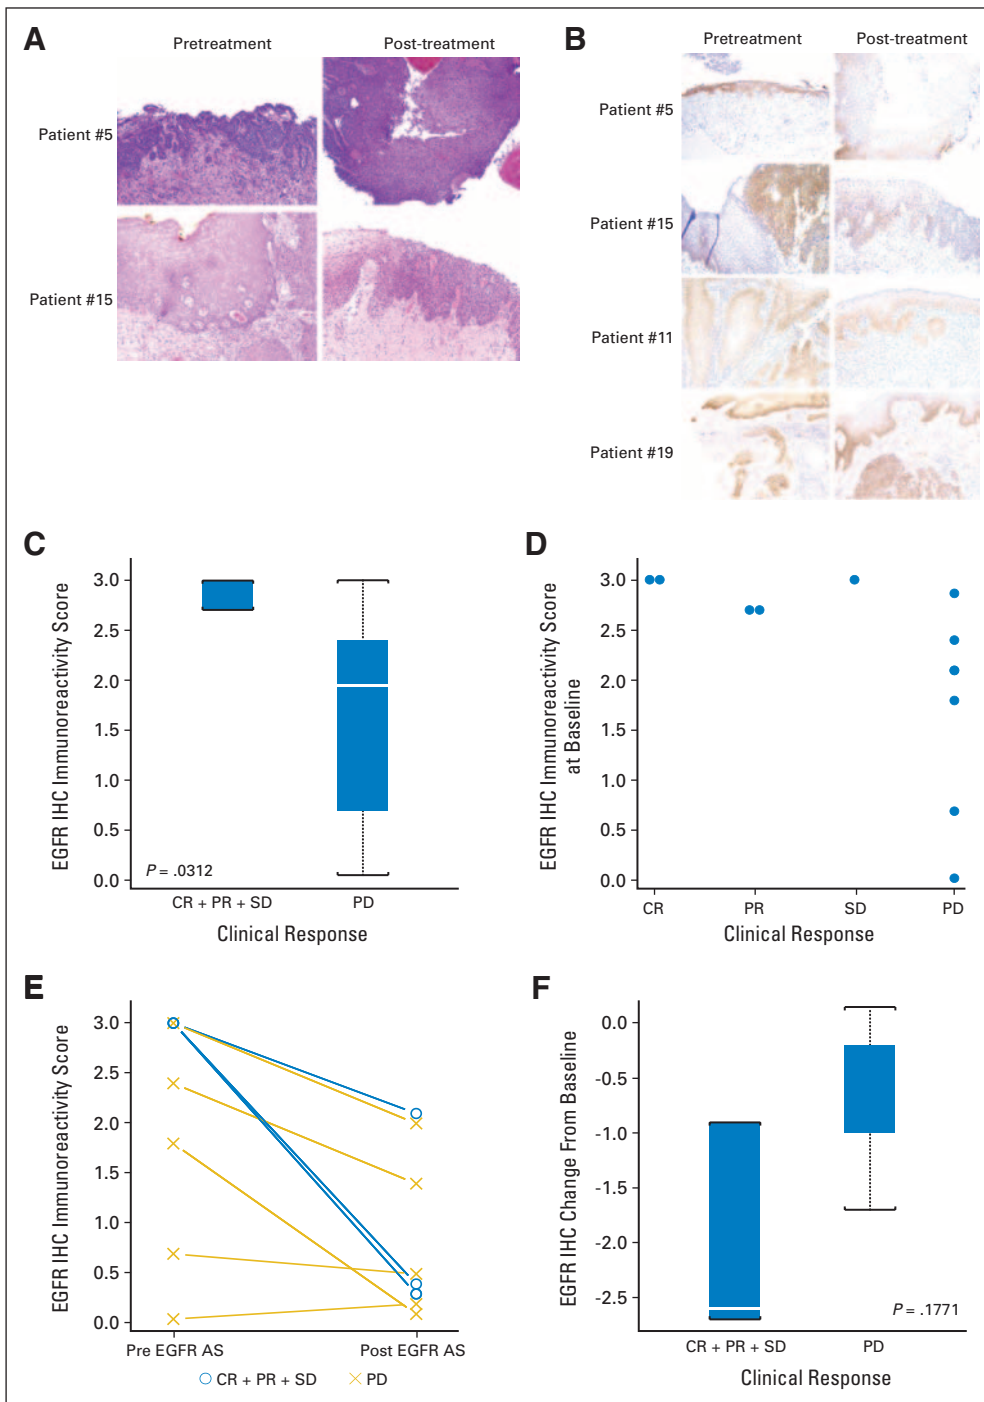 A
Pretreatment
Post-treatment
Patient #5
Patient #15
B
Pretreatment
Post-treatment
Patient #5
Patient #15
Patient #11
Patient #19
C
EGFR IHC Immunoreactivity Score
3.0
2.5
2.0
1.5
1.0
0.5
0.0
P = .0312
CR + PR + SD
PD
Clinical Response
D
EGFR IHC Immunoreactivity Score
at Baseline
3.0
2.5
2.0
1.5
1.0
0.5
0.0
CR
PR
SD
PD
Clinical Response
E
EGFR IHC Immunoreactivity Score
3.0
2.5
2.0
1.5
1.0
0.5
0.0
Pre EGFR AS
Post EGFR AS
CR + PR + SD
PD
F
EGFR IHC Change From Baseline
0.0
-0.5
-1.0
-1.5
-2.0
-2.5
P = .1771
CR + PR + SD
PD
Clinical Response